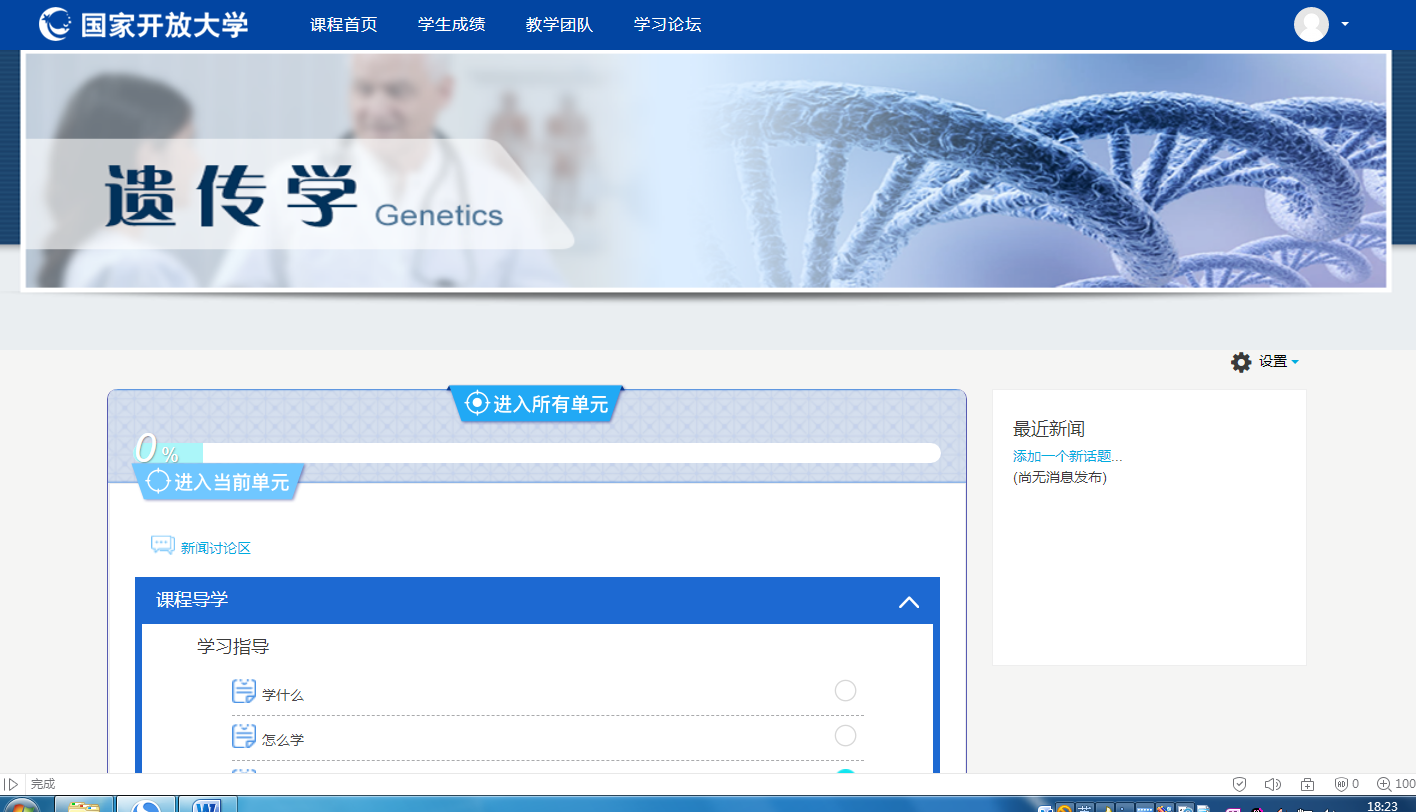 国家开放大学 课程首页 学生成绩 教学团队 学习论坛
遗传学 Genetics
设置
进入所有单元
0%
进入当前单元
最近新闻
添加一个新话题...
(尚无消息发布)
新闻讨论区
课程导学
学习指导
学什么
怎么学
完成
0
100
W
英
18:23